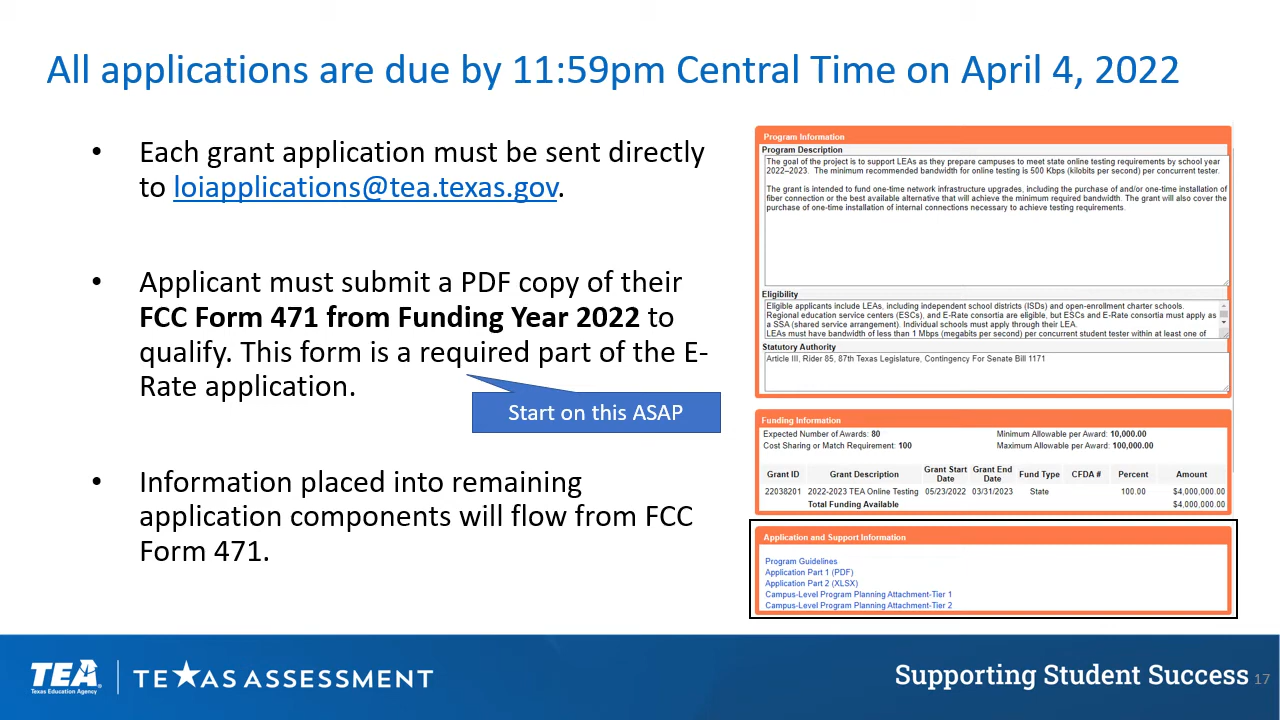 All applications are due by 11:59pm Central Time on April 4, 2022
• Each grant application must be sent directly
to loiapplications@tea.texas.gov.
• Applicant must submit a PDF copy of their
FCC Form 471 from Funding Year 2022 to
qualify. This form is a required part of the E-
Rate application.
Start on this ASAP
• Information placed into remaining
application components will flow from FCC
Form 471.
Program Information
Program Description
The goal of the project is to support LEAs as they prepare campuses to meet state online testing requirements by school year
2022–2023. The minimum recommended bandwidth for online testing is 500 Kbps (kilobits per second) per concurrent tester.
The grant is intended to fund one-time network infrastructure upgrades, including the purchase of and/or one-time installation of
fiber connection or the best available alternative that will achieve the minimum required bandwidth. The grant will also cover the
purchase of one-time installation of internal connections necessary to achieve testing requirements.
Eligibility
Eligible applicants include LEAs, including independent school districts (ISDs) and open-enrollment charter schools.
Regional education service centers (ESCs), and E-Rate consortia are eligible, but ESCs and E-Rate consortia must apply as
a SSA (shared service arrangement). Individual schools must apply through their LEA.
LEAs must have bandwidth of less than 1 Mbps (megabits per second) per concurrent student tester within at least one of
Statutory Authority
Article III, Rider 85, 87th Texas Legislature, Contingency For Senate Bill 1171
Funding Information
Expected Number of Awards: 80 Minimum Allowable per Award: 10,000.00
Cost Sharing or Match Requirement: 100 Maximum Allowable per Award: 100,000.00
Grant ID Grant Description Grant Start Date Grant End Date Fund Type CFDA # Percent Amount
22038201 2022-2023 TEA Online Testing 05/23/2022 03/31/2023 State 100.00 $4,000,000.00
Total Funding Available $4,000,000.00
Application and Support Information
Program Guidelines
Application Part 1 (PDF)
Application Part 2 (XLSX)
Campus-Level Program Planning Attachment-Tier 1
Campus-Level Program Planning Attachment-Tier 2
TEA
Texas Education Agency
TEXAS ASSESSMENT
Supporting Student Success 17